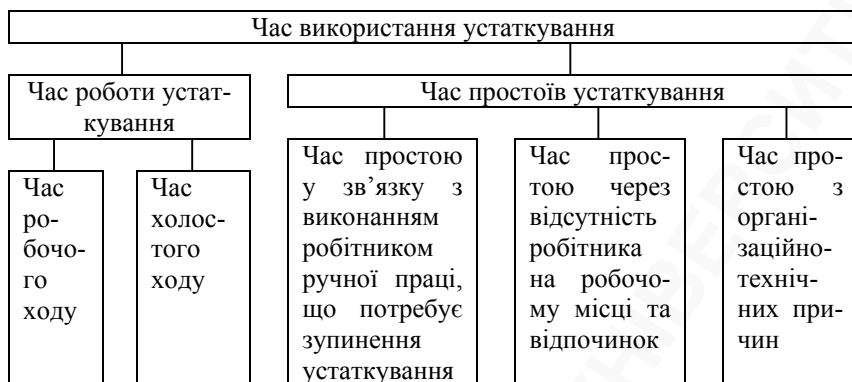 Час використання устаткування
Час роботи устат-
кування
Час простоїв устаткування
Час
ро-
бочо-
го
ходу
Час
холос-
того
ходу
Час простою
у зв’язку з
виконанням
робітником
ручної праці,
що потребує
зупинення
устаткування
Час прос-
тою через
відсутність
робітника
на робочо-
му місці та
відпочинок
Час про-
стою з
органі-
заційно-
техніч-
них при-
чин